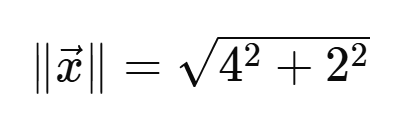 ‖x⃗‖ = √(4² + 2²)